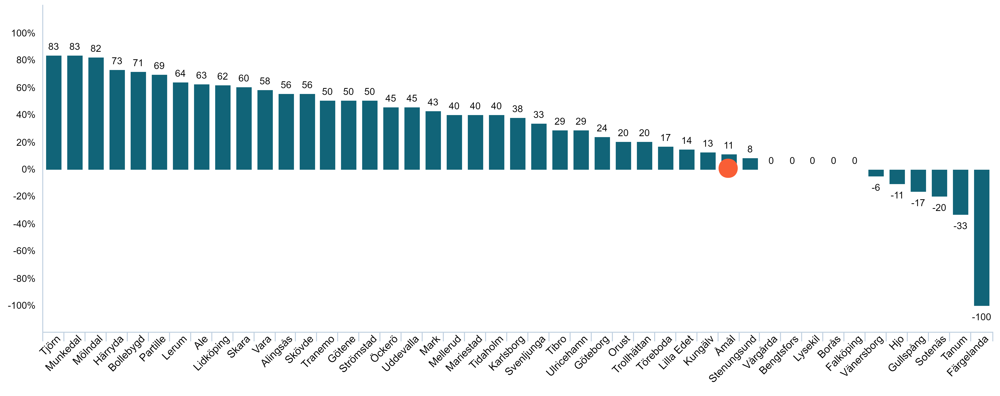 100%
80%
60%
40%
20%
0%
-20%
-40%
-60%
-80%
-100%
83 83 82 73 71 69 64 63 62 60 58 56 56 50 50 50 45 45 43 40 40 40 38 33 29 29 24 20 20 17 14 13 11 8 0 0 0 0 0 -6 -11 -17 -20 -33 -100
Tjörn
Munkedal
Mölndal
Härryda
Bollebygd
Partille
Lerum
Ale
Lidköping
Skara
Vara
Alingsås
Skövde
Tranemo
Götene
Strömstad
Öckerö
Uddevalla
Mark
Mellerud
Mariestad
Tidaholm
Karlsborg
Svenljunga
Tibro
Ulricehamn
Göteborg
Orust
Trollhättan
Töreboda
Lilla Edet
Kungälv
Åmål
Stenungsund
Vårgårda
Bengtsfors
Lysekil
Borås
Falköping
Vänersborg
Hjo
Gullspång
Sotenäs
Tanum
Färgelanda